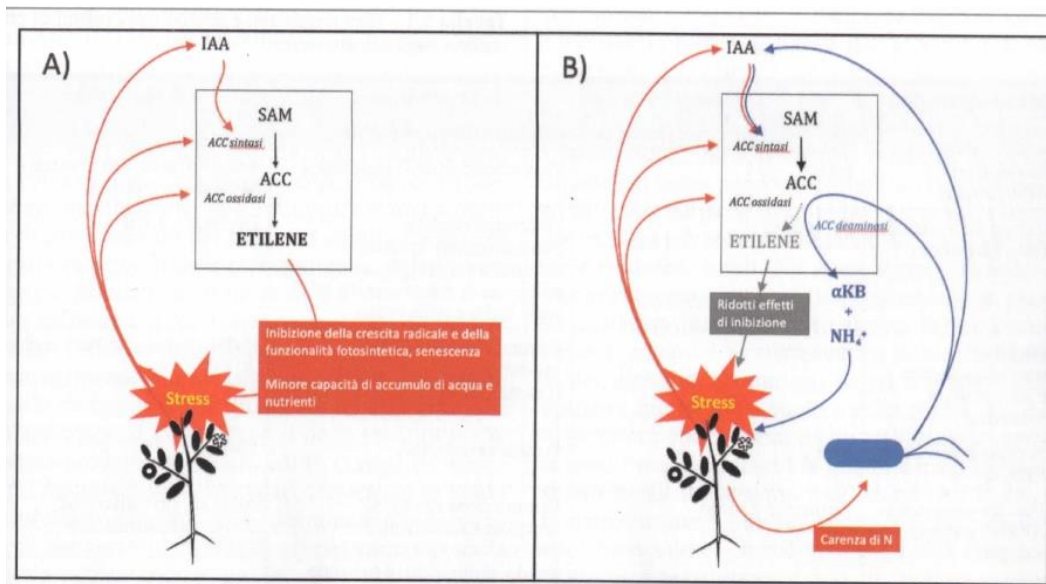 A)
IAA
SAM
ACC sintasi
ACC
ACC ossidasi
ETILENE
Inibizione della crescita radicale e della
funzionalità fotosintetica, senescenza
Minore capacità di accumulo di acqua e
nutrienti
Stress
B)
IAA
SAM
ACC sintasi
ACC
ACC ossidasi
ACC deaminasi
ETILENE
αKB
+
NH₄⁺
Ridotti effetti
di inibizione
Stress
Carenza di N